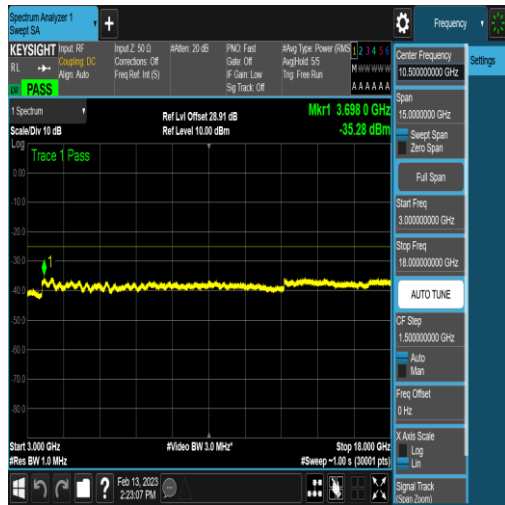 Spectrum Analyzer 1
Swept SA
+
Frequency
KEYSIGHT
Input: RF
Input Z: 50 Ω
#Atten: 20 dB
PNO: Fast
#Avg Type: Power (RMS
1 2 3 4 5 6
RL
Coupling: DC
Corrections: Off
Gate: Off
Avg|Hold: 5/5
M W W W W W
Align: Auto
Freq Ref: Int (S)
IF Gain: Low
Trig: Free Run
Sig Track: Off
A A A A A A
PASS
1 Spectrum
Ref Lvl Offset 28.91 dB
Mkr1 3.698 0 GHz
Scale/Div 10 dB
Ref Level 10.00 dBm
-35.28 dBm
Log
Trace 1 Pass
0.00
-10.0
-20.0
-30.0
1
-40.0
-50.0
-60.0
-70.0
-80.0
Start 3.000 GHz
#Video BW 3.0 MHz*
Stop 18.000 GHz
#Res BW 1.0 MHz
#Sweep ~1.00 s (30001 pts)
?
Feb 13, 2023
2:23:07 PM
Center Frequency
10.500000000 GHz
Settings
Span
15.0000000 GHz
Swept Span
Zero Span
Full Span
Start Freq
3.000000000 GHz
Stop Freq
18.000000000 GHz
AUTO TUNE
CF Step
1.500000000 GHz
Auto
Man
Freq Offset
0 Hz
X Axis Scale
Log
Lin
Signal Track
(Span Zoom)